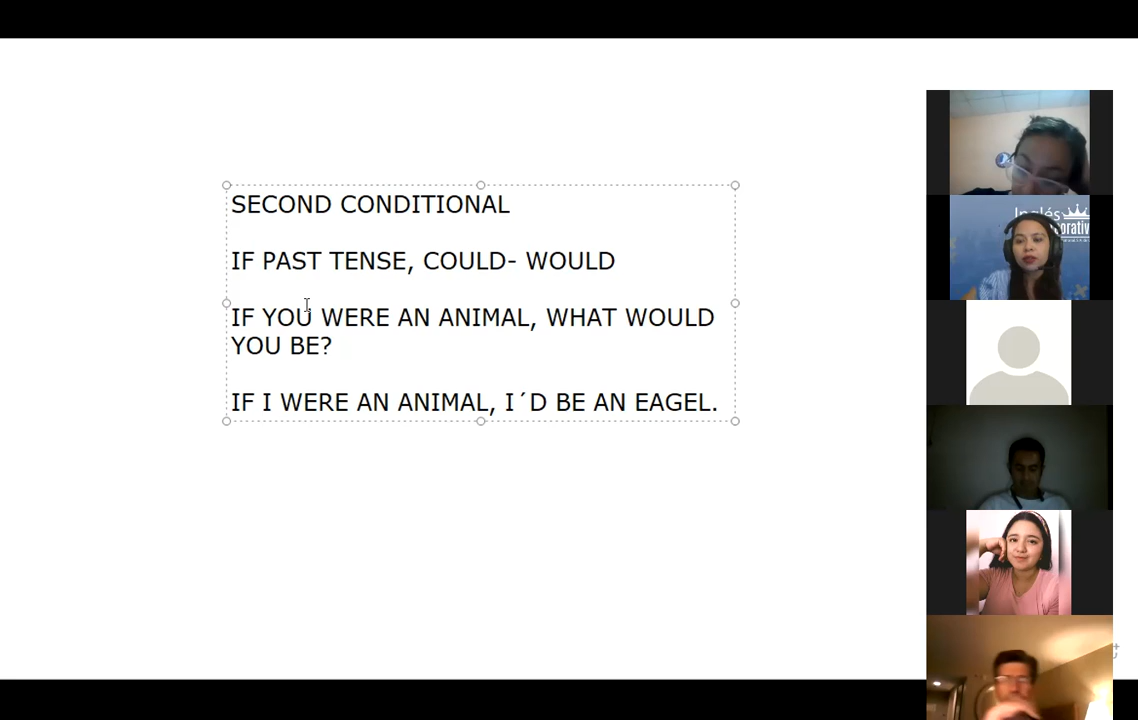 SECOND CONDITIONAL
IF PAST TENSE, COULD- WOULD
IF YOU WERE AN ANIMAL, WHAT WOULD
YOU BE?
IF I WERE AN ANIMAL, I´D BE AN EAGEL.
Inglés